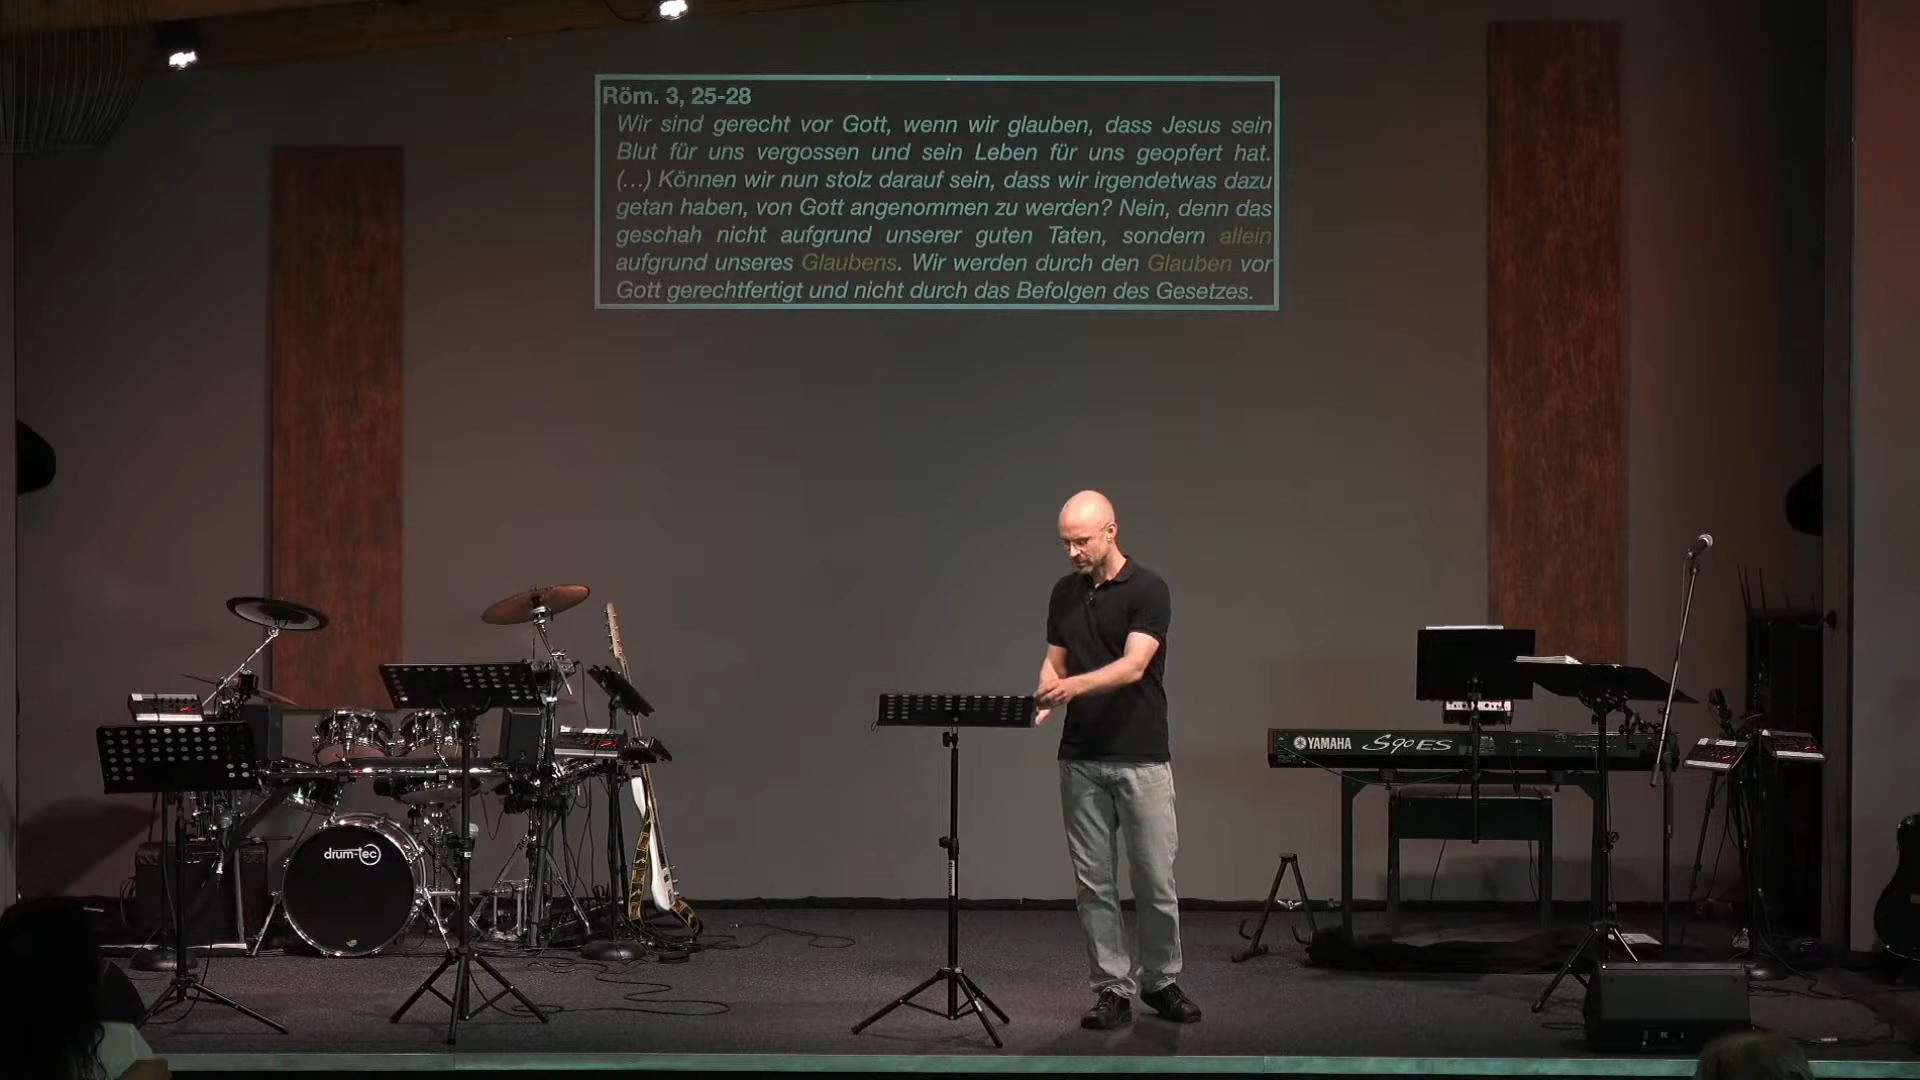 Röm. 3, 25-28
Wir sind gerecht vor Gott, wenn wir glauben, dass Jesus sein
Blut für uns vergossen und sein Leben für uns geopfert hat.
(…) Können wir nun stolz darauf sein, dass wir irgendetwas dazu
getan haben, von Gott angenommen zu werden? Nein, denn das
geschah nicht aufgrund unserer guten Taten, sondern allein
aufgrund unseres Glaubens. Wir werden durch den Glauben vor
Gott gerechtfertigt und nicht durch das Befolgen des Gesetzes.
YAMAHA S90 ES
drum-tec